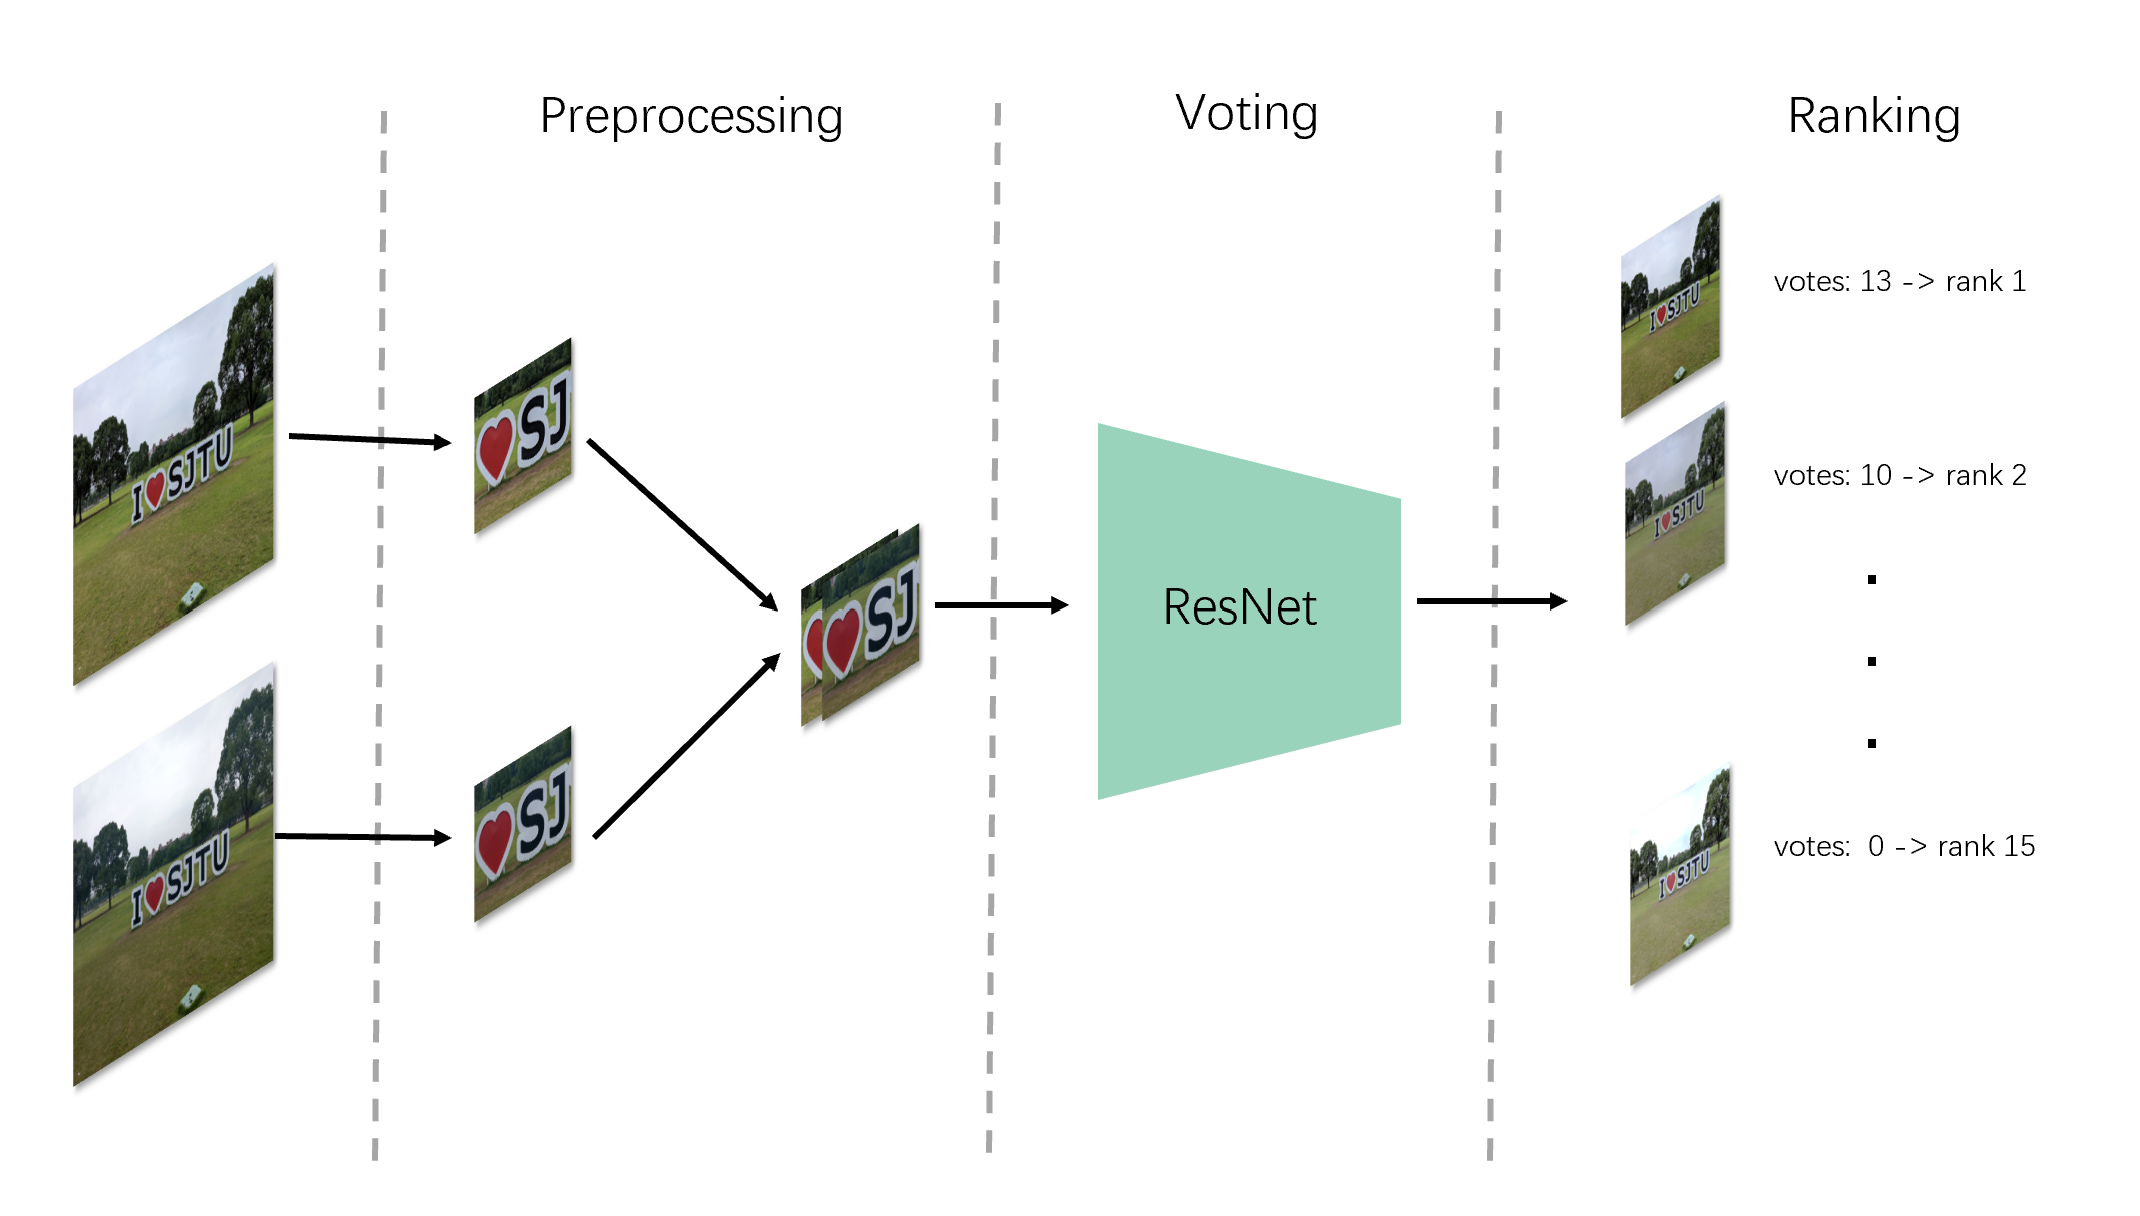 Preprocessing
Voting
Ranking
I❤SJTU
I❤SJTU
❤SJ
❤SJ
❤SJ
❤SJ
ResNet
I❤SJTU
votes: 13 -> rank 1
I❤SJTU
votes: 10 -> rank 2
I❤SJTU
votes:  0 -> rank 15